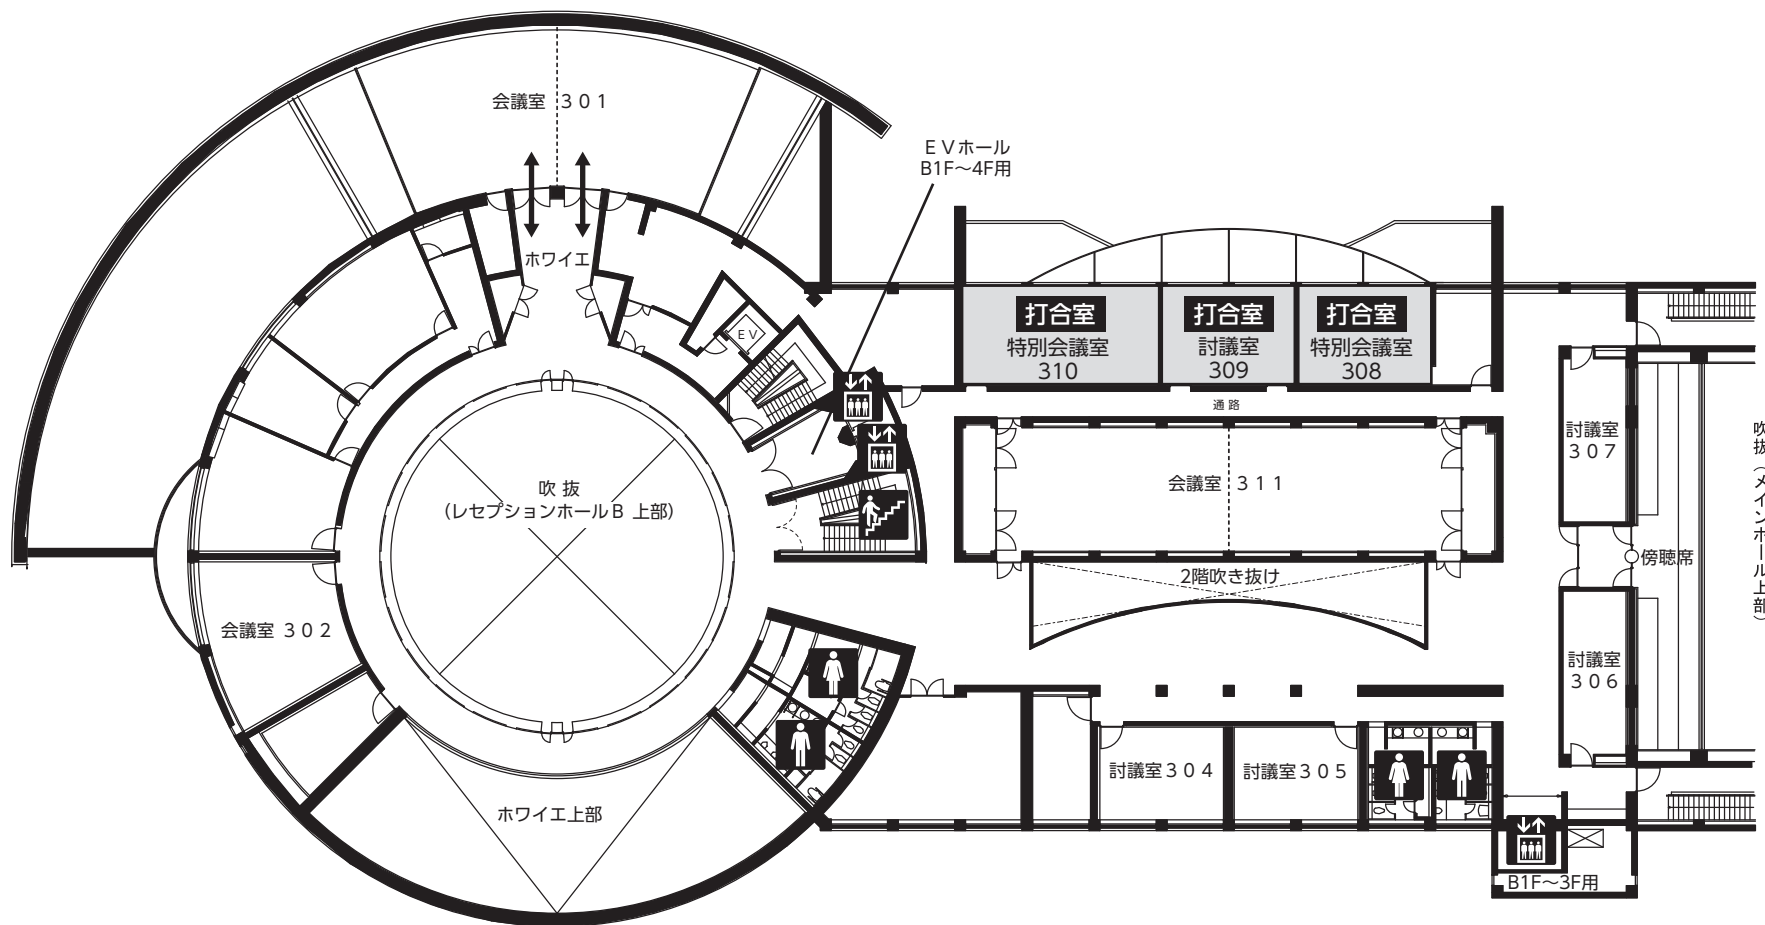 会議室 ３０１
ＥＶホール
B1F～4F用
ホワイエ
ＥＶ
打合室
特別会議室
310
打合室
討議室
309
打合室
特別会議室
308
通 路
討議室
３０７
吹抜（メインホール上部）
会議室 ３１１
吹 抜
（レセプションホールＢ 上部）
傍聴席
2階吹き抜け
会議室 ３０２
討議室
３０６
討議室３０４
討議室３０５
ホワイエ上部
B1F～3F用